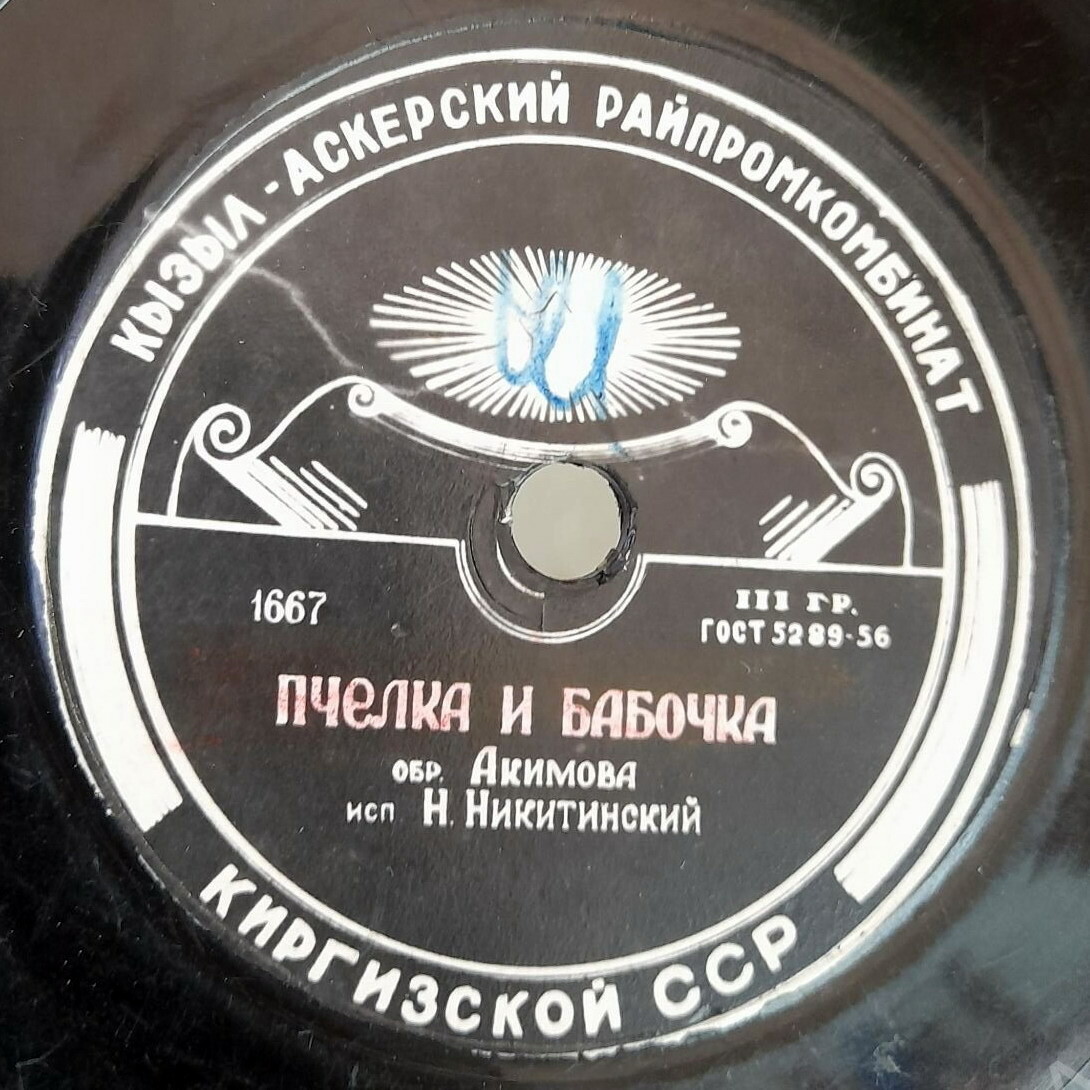 КЫЗЫЛ - АСКЕРСКИЙ РАЙПРОМКОМБИНАТ
1667
III ГР.
ГОСТ 5289-56
ПЧЕЛКА И БАБОЧКА
ОБР. АКИМОВА
исп Н. НИКИТИНСКИЙ
КИРГИЗСКОЙ ССР